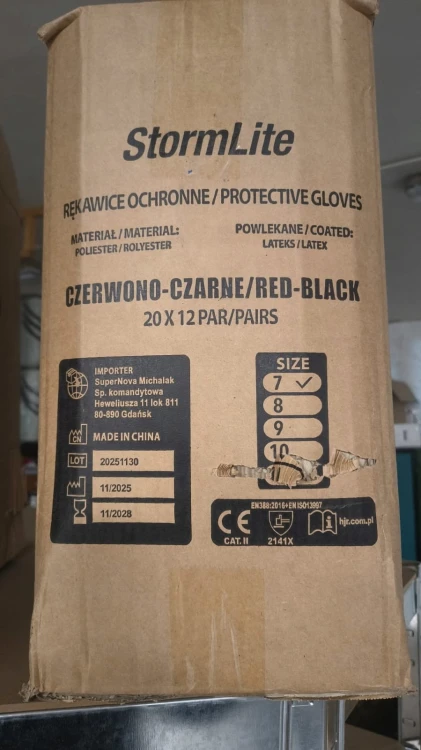 StormLite
RĘKAWICE OCHRONNE/PROTECTIVE GLOVES
MATERIAŁ/MATERIAL:
POLIESTER/ROLYESTER
POWLEKANE/COATED:
LATEKS/LATEX
CZERWONO-CZARNE/RED-BLACK
20 X 12 PAR/PAIRS
IMPORTER
SuperNova Michalak
Sp. komandytowa
Heweliusza 11 lok 811
80-890 Gdańsk
CN
MADE IN CHINA
LOT
20251130
11/2025
11/2028
SIZE
7 ✓
8
9
10
EN388:2016+EN ISO13997
CE
CAT. II
2141X
i
hjr.com.pl